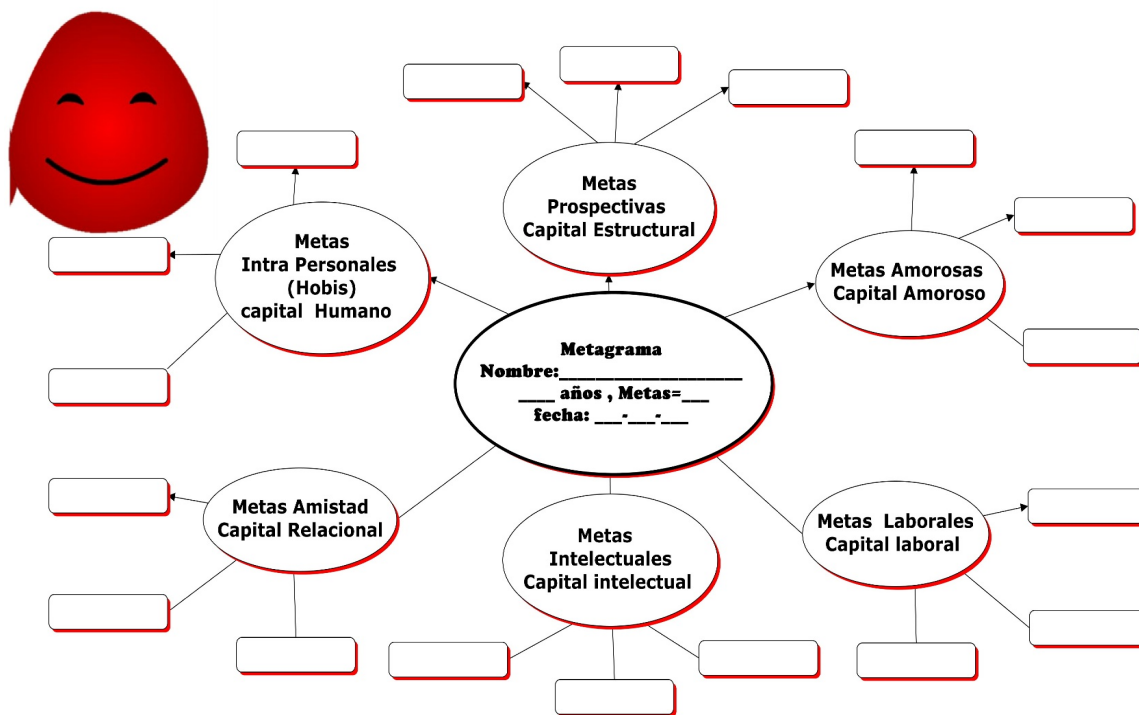 Metas
Prospectivas
Capital Estructural
Metas
Intra Personales
(Hobis)
capital Humano
Metas Amorosas
Capital Amoroso
Metagrama
Nombre:____________________
____ años , Metas=___
fecha: ___-___-___
Metas Amistad
Capital Relacional
Metas
Intelectuales
Capital intelectual
Metas Laborales
Capital laboral